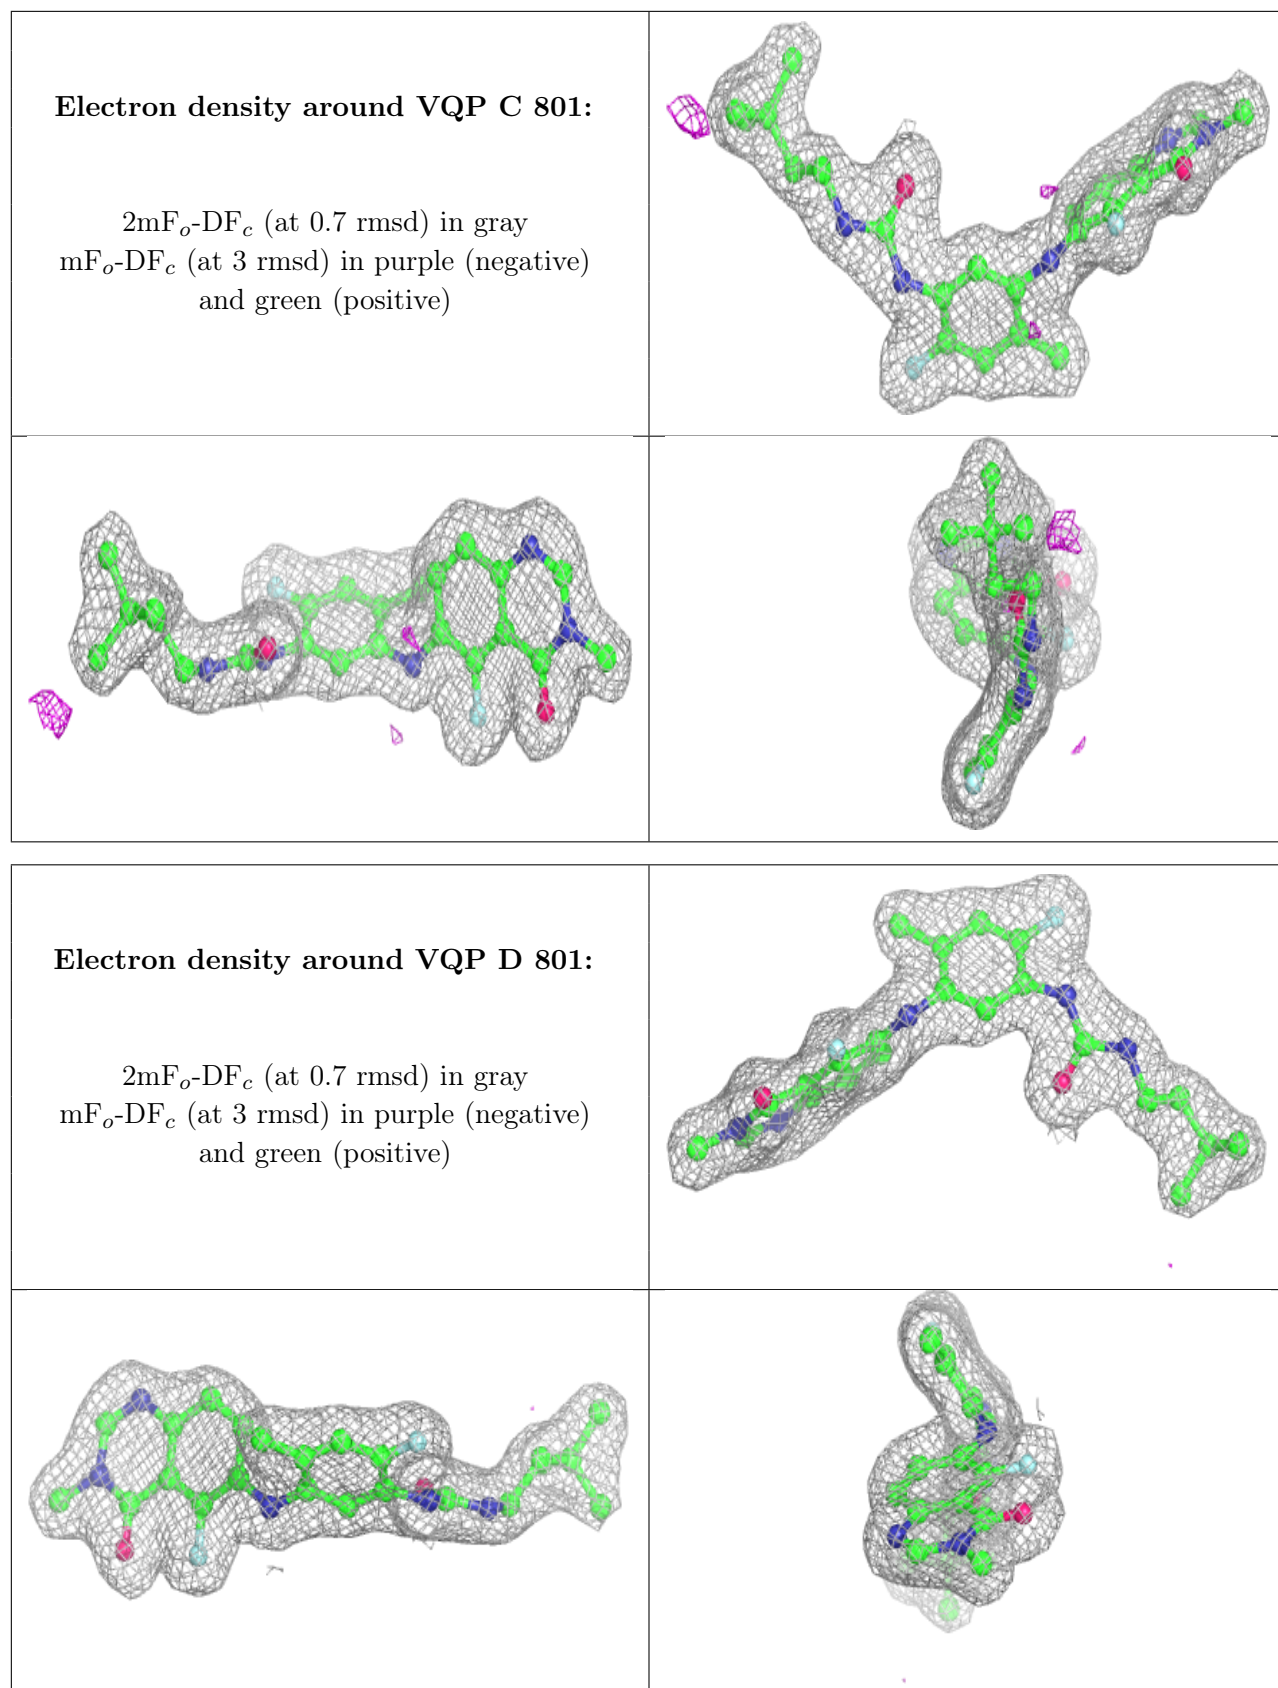 Electron density around VQP C 801:
2mFo-DFc (at 0.7 rmsd) in gray
mFo-DFc (at 3 rmsd) in purple (negative)
and green (positive)
Electron density around VQP D 801:
2mFo-DFc (at 0.7 rmsd) in gray
mFo-DFc (at 3 rmsd) in purple (negative)
and green (positive)